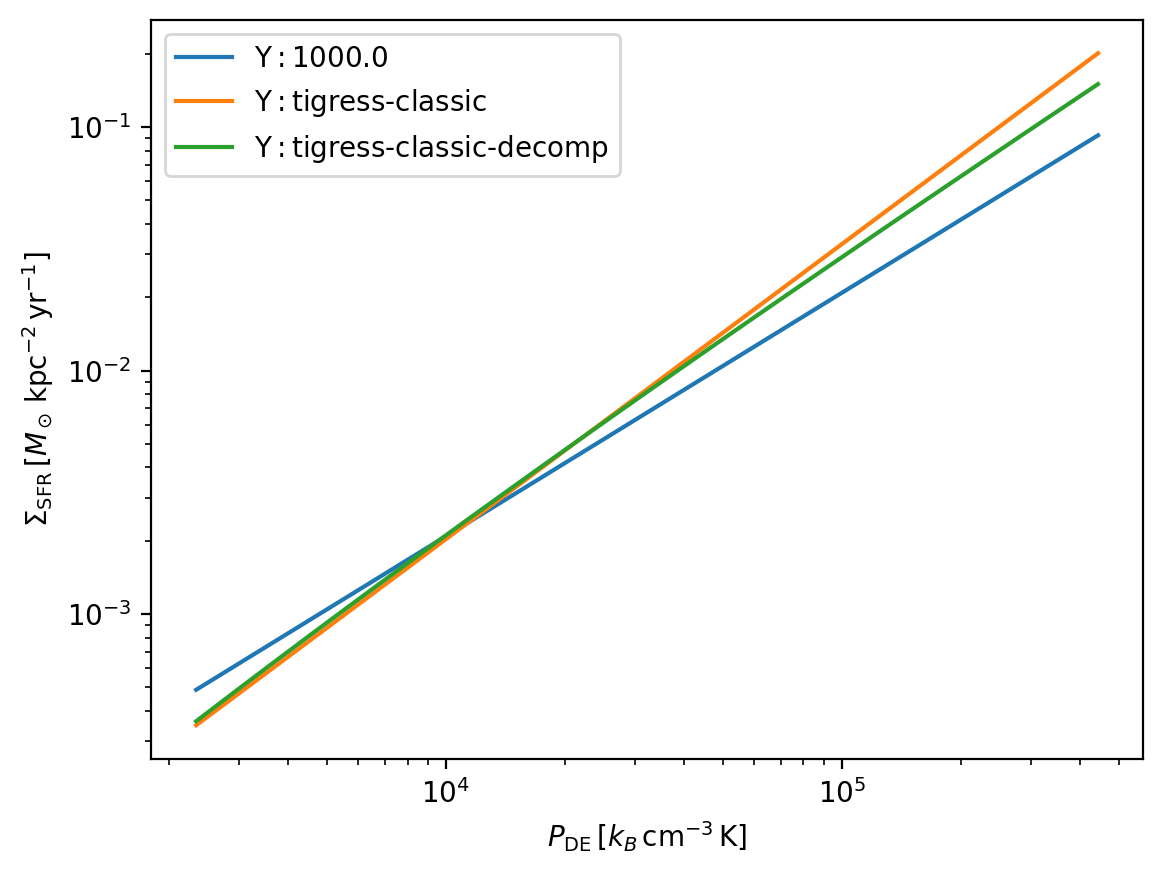 Y : 1000.0
Y : tigress-classic
Y : tigress-classic-decomp
10⁻¹
10⁻²
10⁻³
Σ_SFR [M_⊙ kpc⁻² yr⁻¹]
10⁴
10⁵
P_DE [k_B cm⁻³ K]